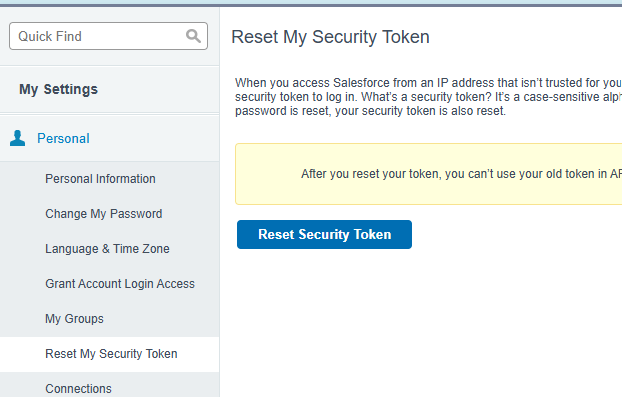 Quick Find
Reset My Security Token
When you access Salesforce from an IP address that isn't trusted for you
security token to log in. What's a security token? It's a case-sensitive alph
password is reset, your security token is also reset.
My Settings
Personal
After you reset your token, you can't use your old token in AP
Reset Security Token
Personal Information
Change My Password
Language & Time Zone
Grant Account Login Access
My Groups
Reset My Security Token
Connections